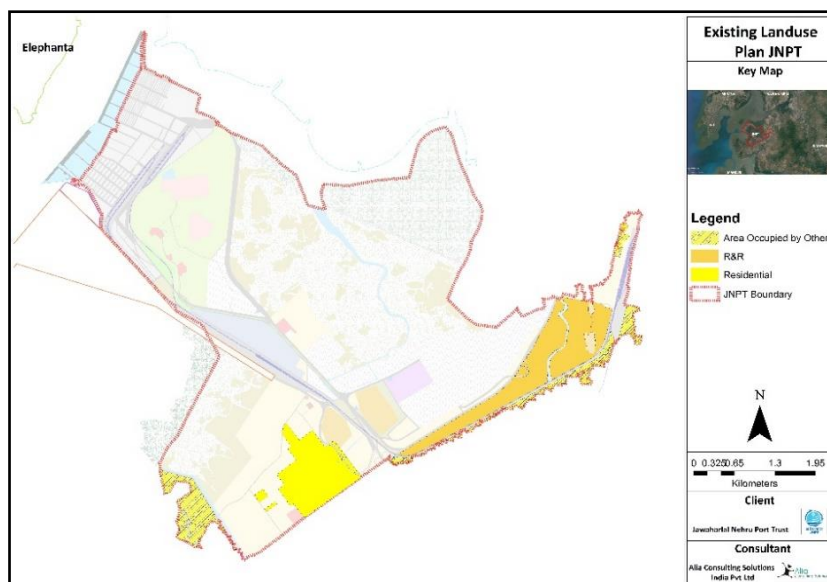 Elephanta
Existing Landuse
Plan JNPT
Key Map
Legend
Area Occupied by Other
R&R
Residential
JNPT Boundary
N
0 0.325 0.65 1.3 1.95
Kilometers
Client
Jawaharlal Nehru Port Trust
Consultant
Alia Consulting Solutions
India Pvt Ltd
Alia